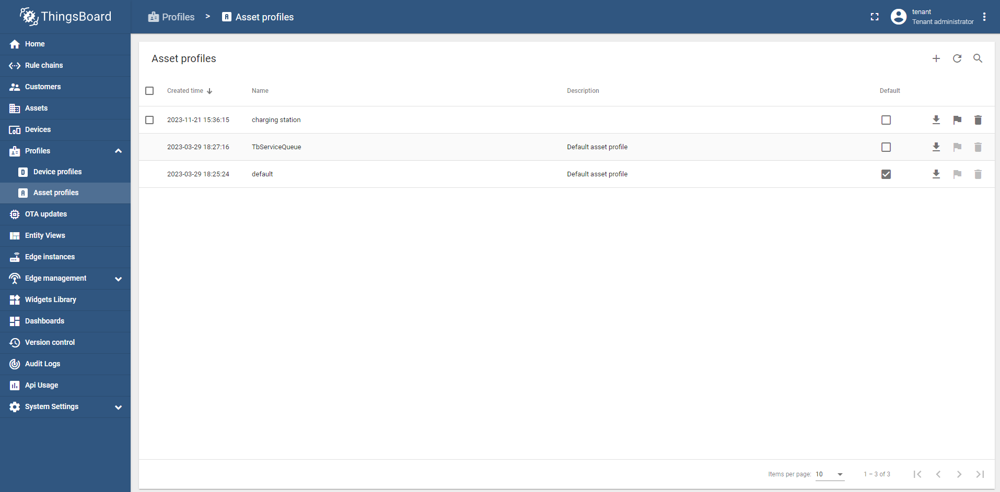 ThingsBoard
Profiles > Asset profiles
tenant
Tenant administrator
Home
Rule chains
Customers
Assets
Devices
Profiles
Device profiles
Asset profiles
OTA updates
Entity Views
Edge instances
Edge management
Widgets Library
Dashboards
Version control
Audit Logs
Api Usage
System Settings
Asset profiles
Created time Name Description Default
2023-11-21 15:36:15 charging station
2023-03-29 18:27:16 TbServiceQueue Default asset profile
2023-03-29 18:25:24 default Default asset profile
Items per page: 10 1 – 3 of 3